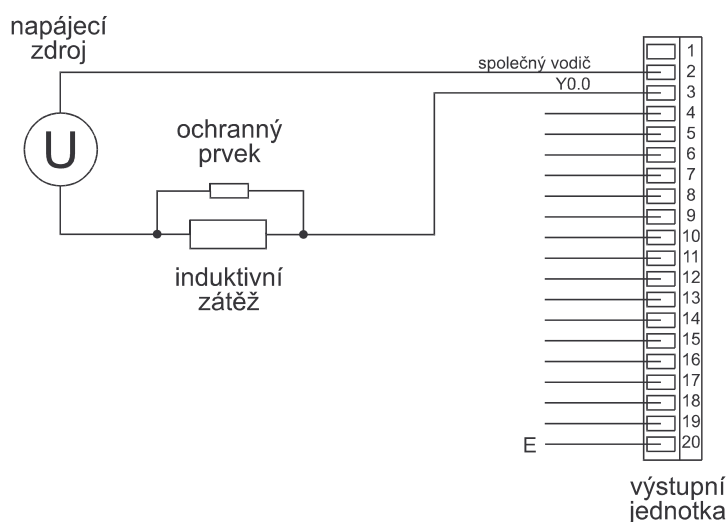 napájecí
zdroj
U
ochranný
prvek
induktivní
zátěž
společný vodič
Y0.0
E
1
2
3
4
5
6
7
8
9
10
11
12
13
14
15
16
17
18
19
20
výstupní
jednotka